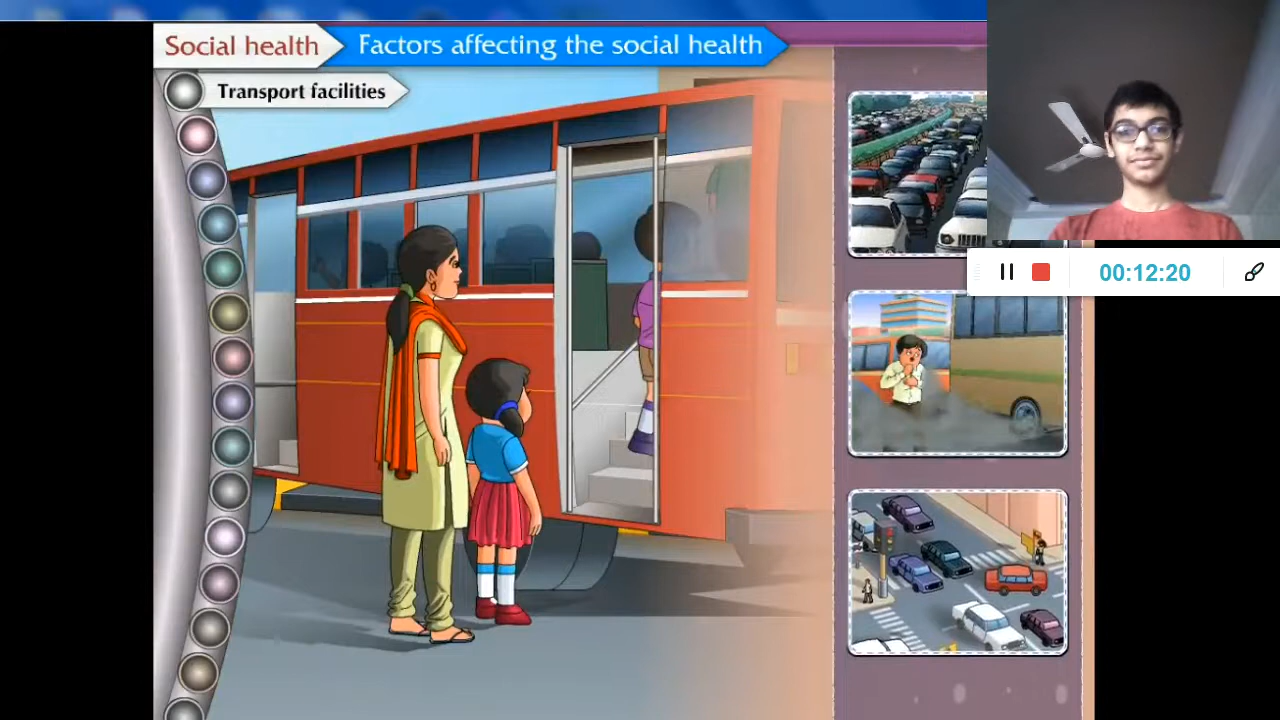 Social health
Factors affecting the social health
Transport facilities
00:12:20